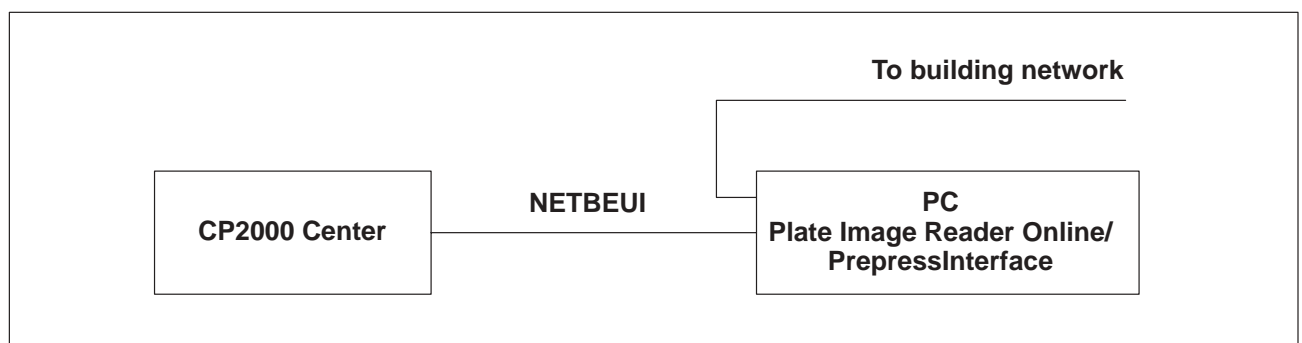 To building network
NETBEUI
CP2000 Center
PC
Plate Image Reader Online/
PrepressInterface